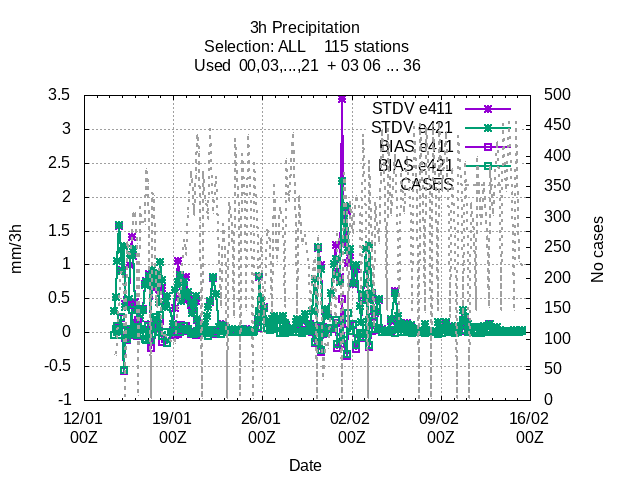 3h Precipitation
Selection: ALL 115 stations
Used 00,03,...,21 + 03 06 ... 36
3.5
3
2.5
2
1.5
1
0.5
0
-0.5
-1
mm/3h
500
450
400
350
300
250
200
150
100
50
0
No cases
STDV e411
STDV e421
BIAS e411
BIAS e421
CASES
12/01 19/01 26/01 02/02 09/02 16/02
00Z 00Z 00Z 00Z 00Z 00Z
Date